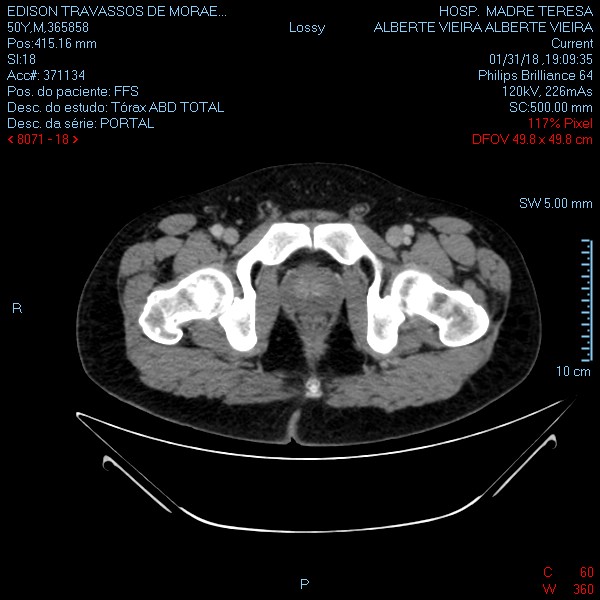 EDISON TRAVASSOS DE MORAE...
50Y,M,365858
Pos:415.16 mm
SI:18
Acc#: 371134
Pos. do paciente: FFS
Desc. do estudo: Tórax ABD TOTAL
Desc. da série: PORTAL
< 8071 - 18 >
Lossy
HOSP. MADRE TERESA
ALBERTE VIEIRA ALBERTE VIEIRA
Current
01/31/18 ,19:09:35
Philips Brilliance 64
120kV, 226mAs
SC:500.00 mm
117% Pixel
DFOV 49.8 x 49.8 cm
SW 5.00 mm
R
10 cm
P
C 60
W 360